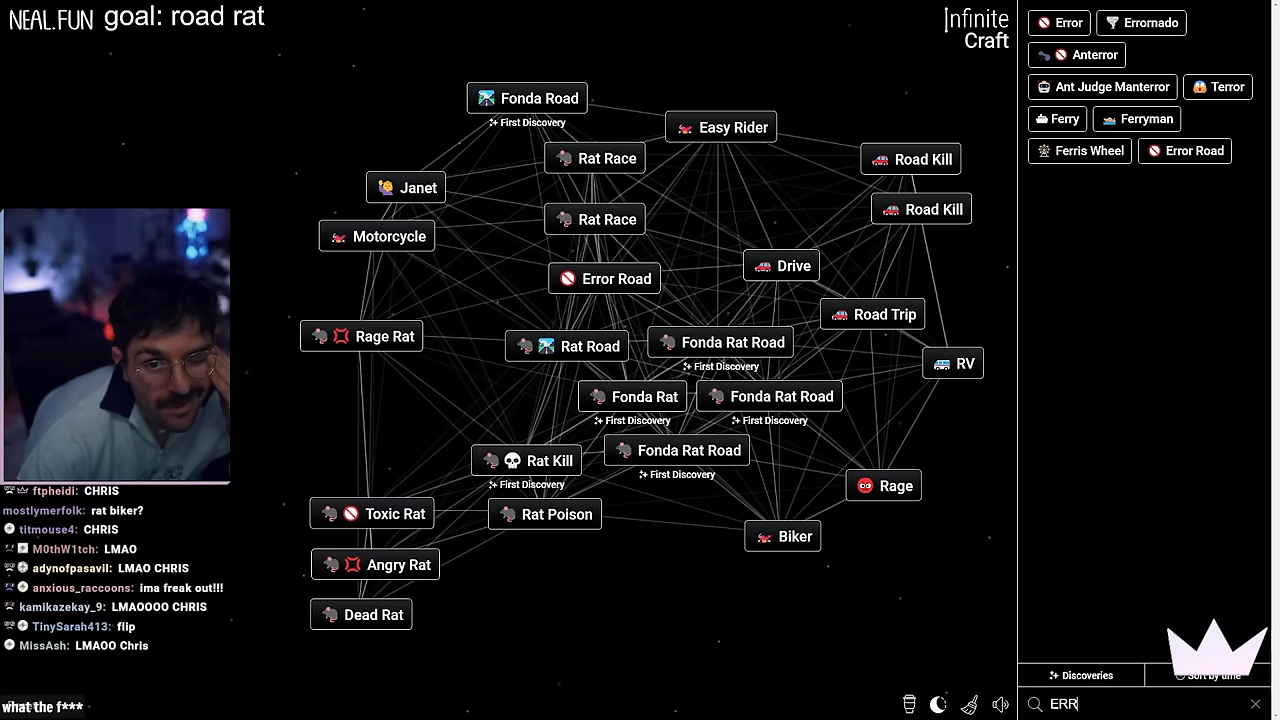 NEAL.FUN goal: road rat
Infinite
Craft
Fonda Road
First Discovery
Easy Rider
Rat Race
Road Kill
Janet
Road Kill
Rat Race
Motorcycle
Drive
Error Road
Road Trip
Rage Rat
Rat Road
Fonda Rat Road
First Discovery
RV
Fonda Rat
First Discovery
Fonda Rat Road
First Discovery
Rat Kill
First Discovery
Fonda Rat Road
First Discovery
Rage
Toxic Rat
Rat Poison
Biker
Angry Rat
Dead Rat
Error
Errornado
Anterror
Ant Judge Manterror
Terror
Ferry
Ferryman
Ferris Wheel
Error Road
Discoveries
Sort by time
ERR
ftpheldl: CHRIS
mostlymerfolk: rat biker?
titmouse4: CHRIS
M0thW1tch: LMAO
adynofpasavil: LMAO CHRIS
anxious_raccoons: ima freak out!!!
kamikazekay_9: LMAOOOO CHRIS
TinySarah413: flip
MissAsh: LMAOO Chris
what the f***